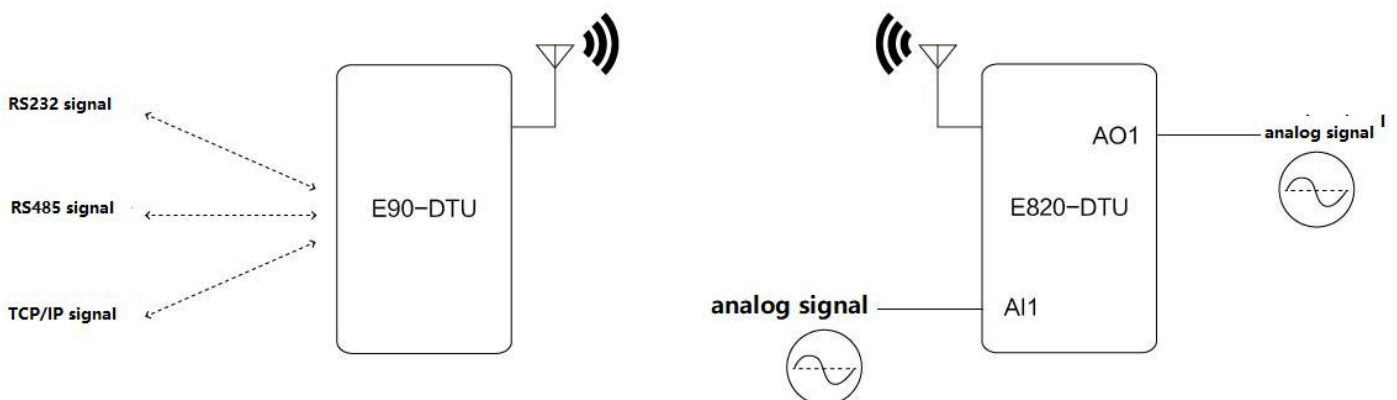 RS232 signal
RS485 signal
TCP/IP signal
E90-DTU
AO1
analog signal
E820-DTU
analog signal
AI1